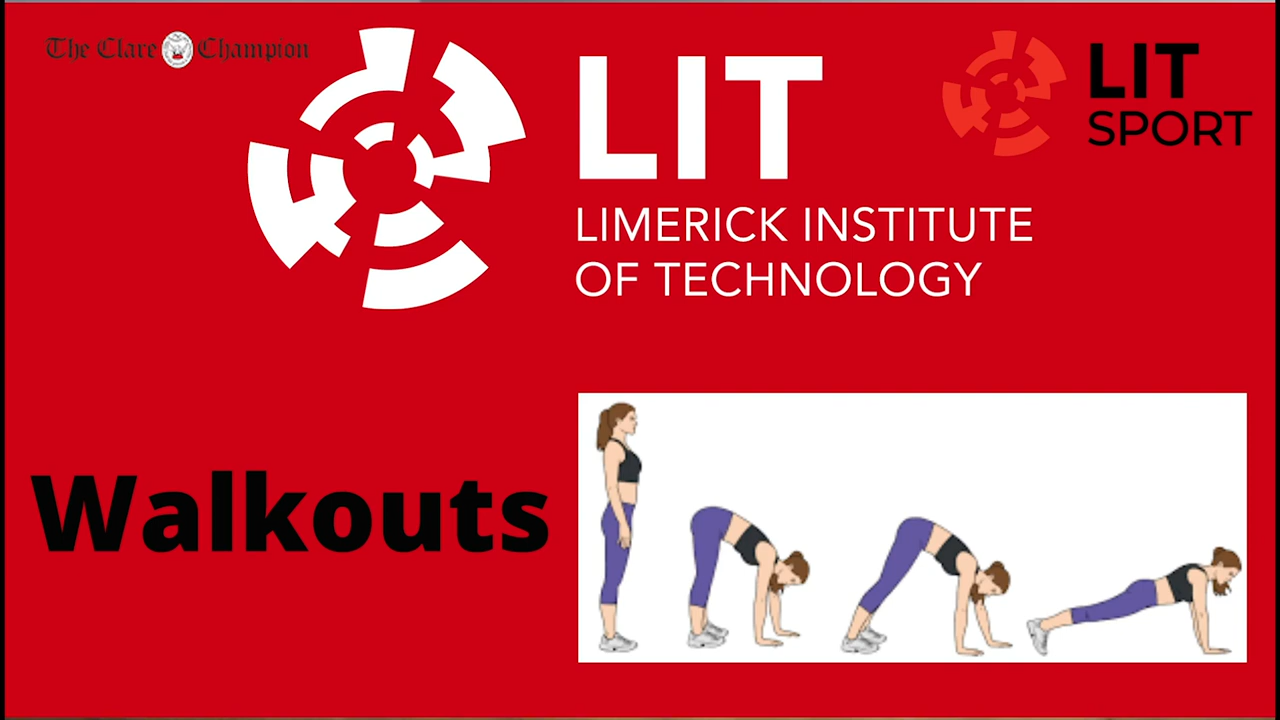 The Clare Champion
LIT
LIMERICK INSTITUTE
OF TECHNOLOGY
LIT
SPORT
Walkouts